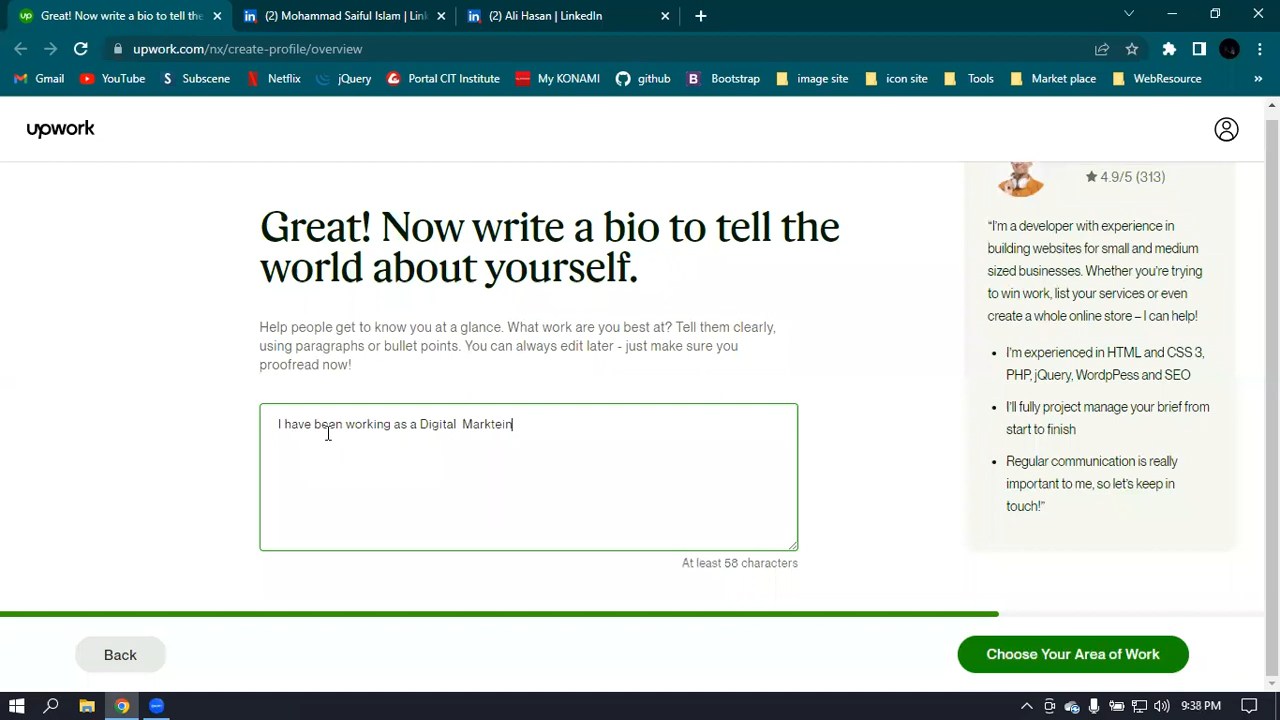 Great! Now write a bio to tell the
(2) Mohammad Saiful Islam | Link
(2) Ali Hasan | LinkedIn
upwork.com/nx/create-profile/overview
Gmail YouTube Subscene Netflix jQuery Portal CIT Institute My KONAMI github Bootstrap image site icon site Tools Market place WebResource »
upwork
4.9/5 (313)
Great! Now write a bio to tell the
world about yourself.
Help people get to know you at a glance. What work are you best at? Tell them clearly,
using paragraphs or bullet points. You can always edit later - just make sure you
proofread now!
I have been working as a Digital  Marktein
At least 58 characters
“I’m a developer with experience in
building websites for small and medium
sized businesses. Whether you’re trying
to win work, list your services or even
create a whole online store – I can help!
• I’m experienced in HTML and CSS 3,
PHP, jQuery, WordpPess and SEO
• I’ll fully project manage your brief from
start to finish
• Regular communication is really
important to me, so let’s keep in
touch!”
Back
Choose Your Area of Work
9:38 PM